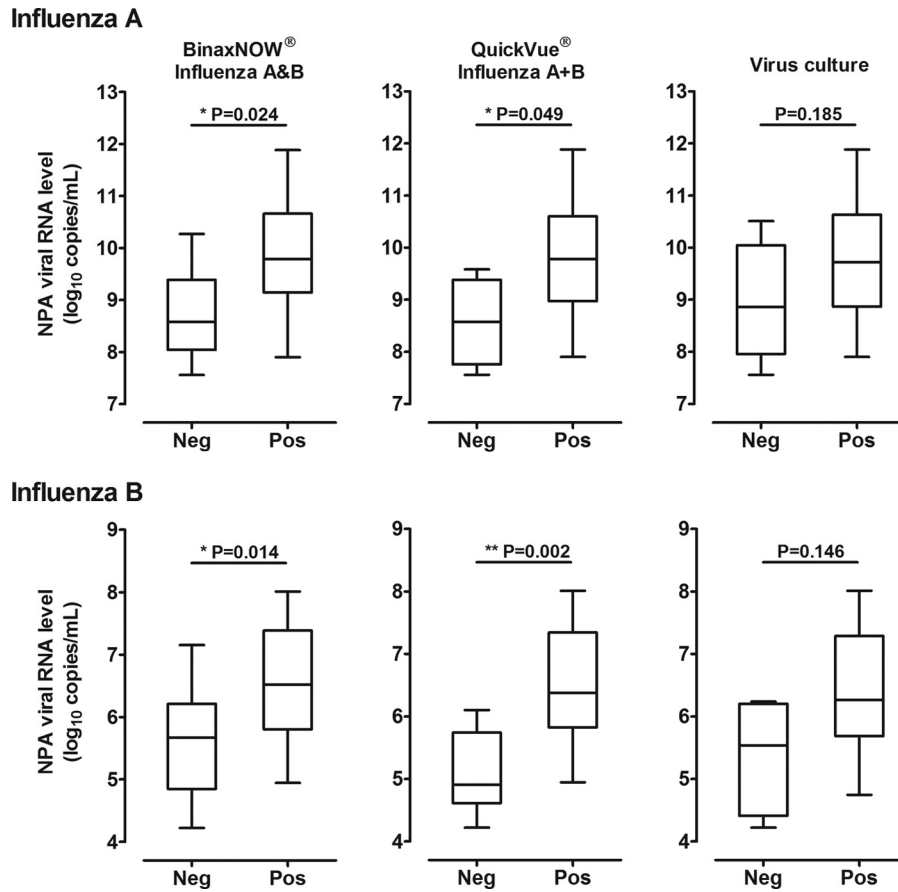 Influenza A
BinaxNOW®
Influenza A&B
QuickVue®
Influenza A+B
Virus culture
NPA viral RNA level
(log₁₀ copies/mL)
13
12
11
10
9
8
7
* P=0.024
Neg
Pos
13
12
11
10
9
8
7
* P=0.049
Neg
Pos
13
12
11
10
9
8
7
P=0.185
Neg
Pos
Influenza B
NPA viral RNA level
(log₁₀ copies/mL)
9
8
7
6
5
4
* P=0.014
Neg
Pos
9
8
7
6
5
4
** P=0.002
Neg
Pos
9
8
7
6
5
4
P=0.146
Neg
Pos